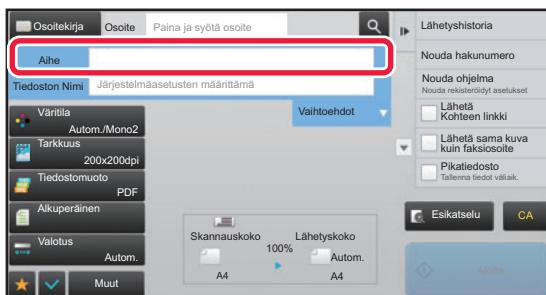 Osoitekirja
Osoite
Paina ja syötä osoite
Aihe
Tiedoston Nimi
Järjestelmäasetusten määrittämä
Väritila
Autom./Mono2
Tarkkuus
200x200dpi
Tiedostomuoto
PDF
Alkuperäinen
Valotus
Autom.
Muut
Vaihtoehdot
Skannauskoko
100%
Lähetyskoko
Autom.
A4
A4
Lähetyshistoria
Nouda hakunumero
Nouda ohjelma
Nouda rekisteröidyt asetukset
Lähetä
Kohteen linkki
Lähetä sama kuva
kuin faksiosoite
Pikatiedosto
Tallenna tiedot väliaik.
Esikatselu
CA